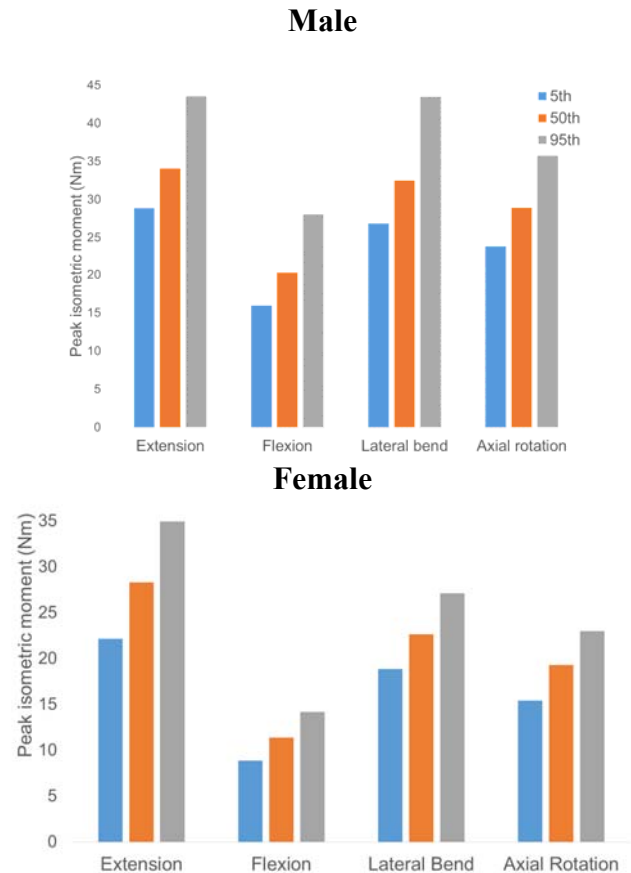 Male
Peak isometric moment (Nm)
45
40
35
30
25
20
15
10
5
0
5th
50th
95th
Extension Flexion Lateral bend Axial rotation
Female
Peak isometric moment (Nm)
35
30
25
20
15
10
5
0
Extension Flexion Lateral Bend Axial Rotation